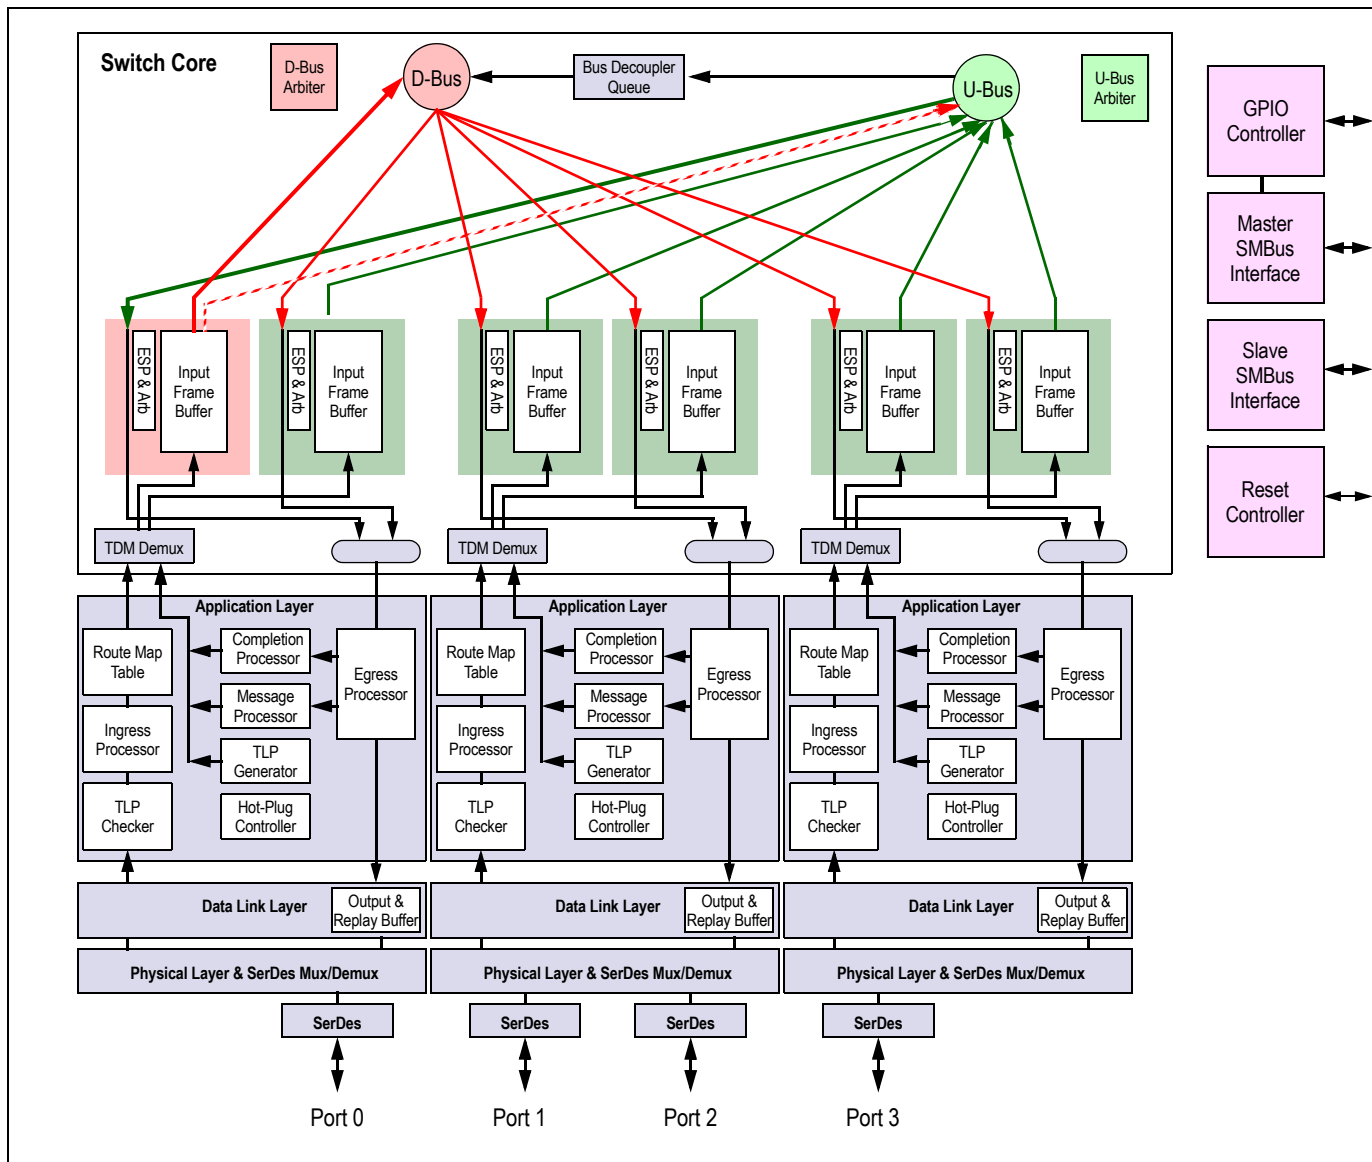 Switch Core
D-Bus
Arbiter
D-Bus
Bus Decoupler
Queue
U-Bus
U-Bus
Arbiter
GPIO
Controller
Master
SMBus
Interface
Slave
SMBus
Interface
Reset
Controller
ESP & Arb
Input
Frame
Buffer
ESP & Arb
Input
Frame
Buffer
ESP & Arb
Input
Frame
Buffer
ESP & Arb
Input
Frame
Buffer
ESP & Arb
Input
Frame
Buffer
ESP & Arb
Input
Frame
Buffer
TDM Demux
TDM Demux
TDM Demux
Application Layer
Route Map
Table
Ingress
Processor
TLP
Checker
Completion
Processor
Message
Processor
TLP
Generator
Hot-Plug
Controller
Egress
Processor
Application Layer
Route Map
Table
Ingress
Processor
TLP
Checker
Completion
Processor
Message
Processor
TLP
Generator
Hot-Plug
Controller
Egress
Processor
Application Layer
Route Map
Table
Ingress
Processor
TLP
Checker
Completion
Processor
Message
Processor
TLP
Generator
Hot-Plug
Controller
Egress
Processor
Data Link Layer
Output &
Replay Buffer
Data Link Layer
Output &
Replay Buffer
Data Link Layer
Output &
Replay Buffer
Physical Layer & SerDes Mux/Demux
Physical Layer & SerDes Mux/Demux
Physical Layer & SerDes Mux/Demux
SerDes
SerDes
SerDes
SerDes
Port 0
Port 1
Port 2
Port 3